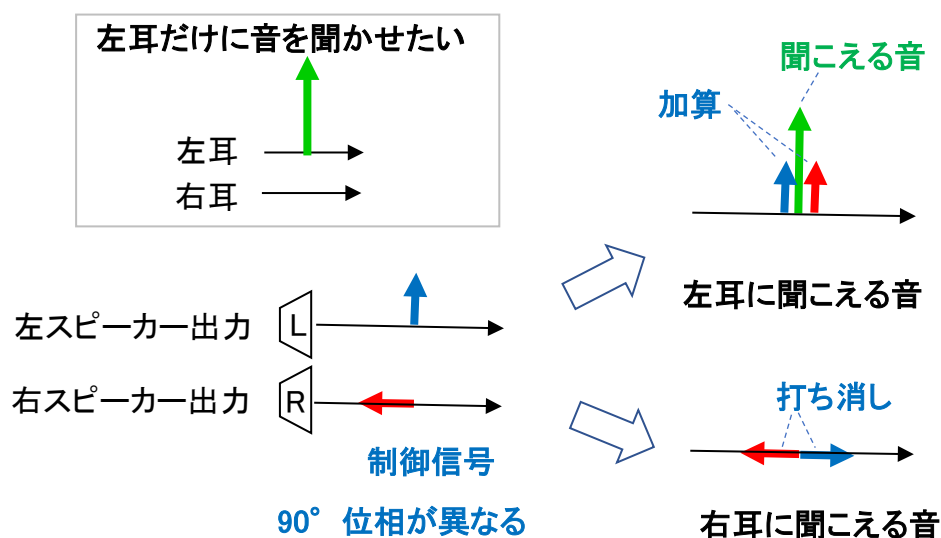 左耳だけに音を聞かせたい
左耳
右耳
聞こえる音
加算
左耳に聞こえる音
左スピーカー出力
L
右スピーカー出力
R
制御信号
90° 位相が異なる
打ち消し
右耳に聞こえる音